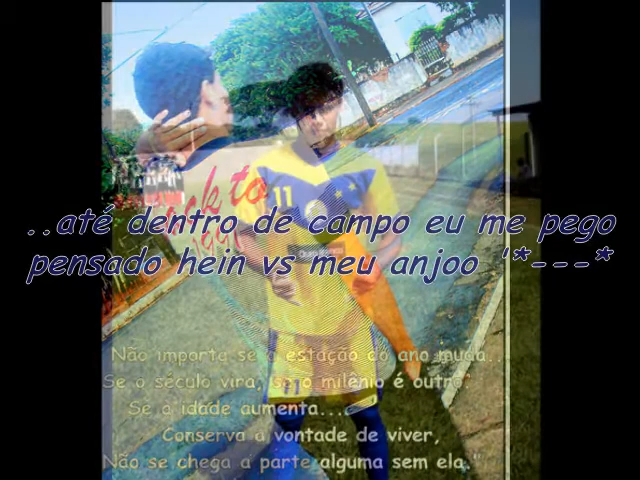 ..até dentro de campo eu me pego
pensado hein vs meu anjoo '*---*
11
Não importa se a estação do ano muda...
Se o século vira, se o milênio é outro.
Se a idade aumenta...
Conserva a vontade de viver,
Não se chega a parte alguma sem ela."
11